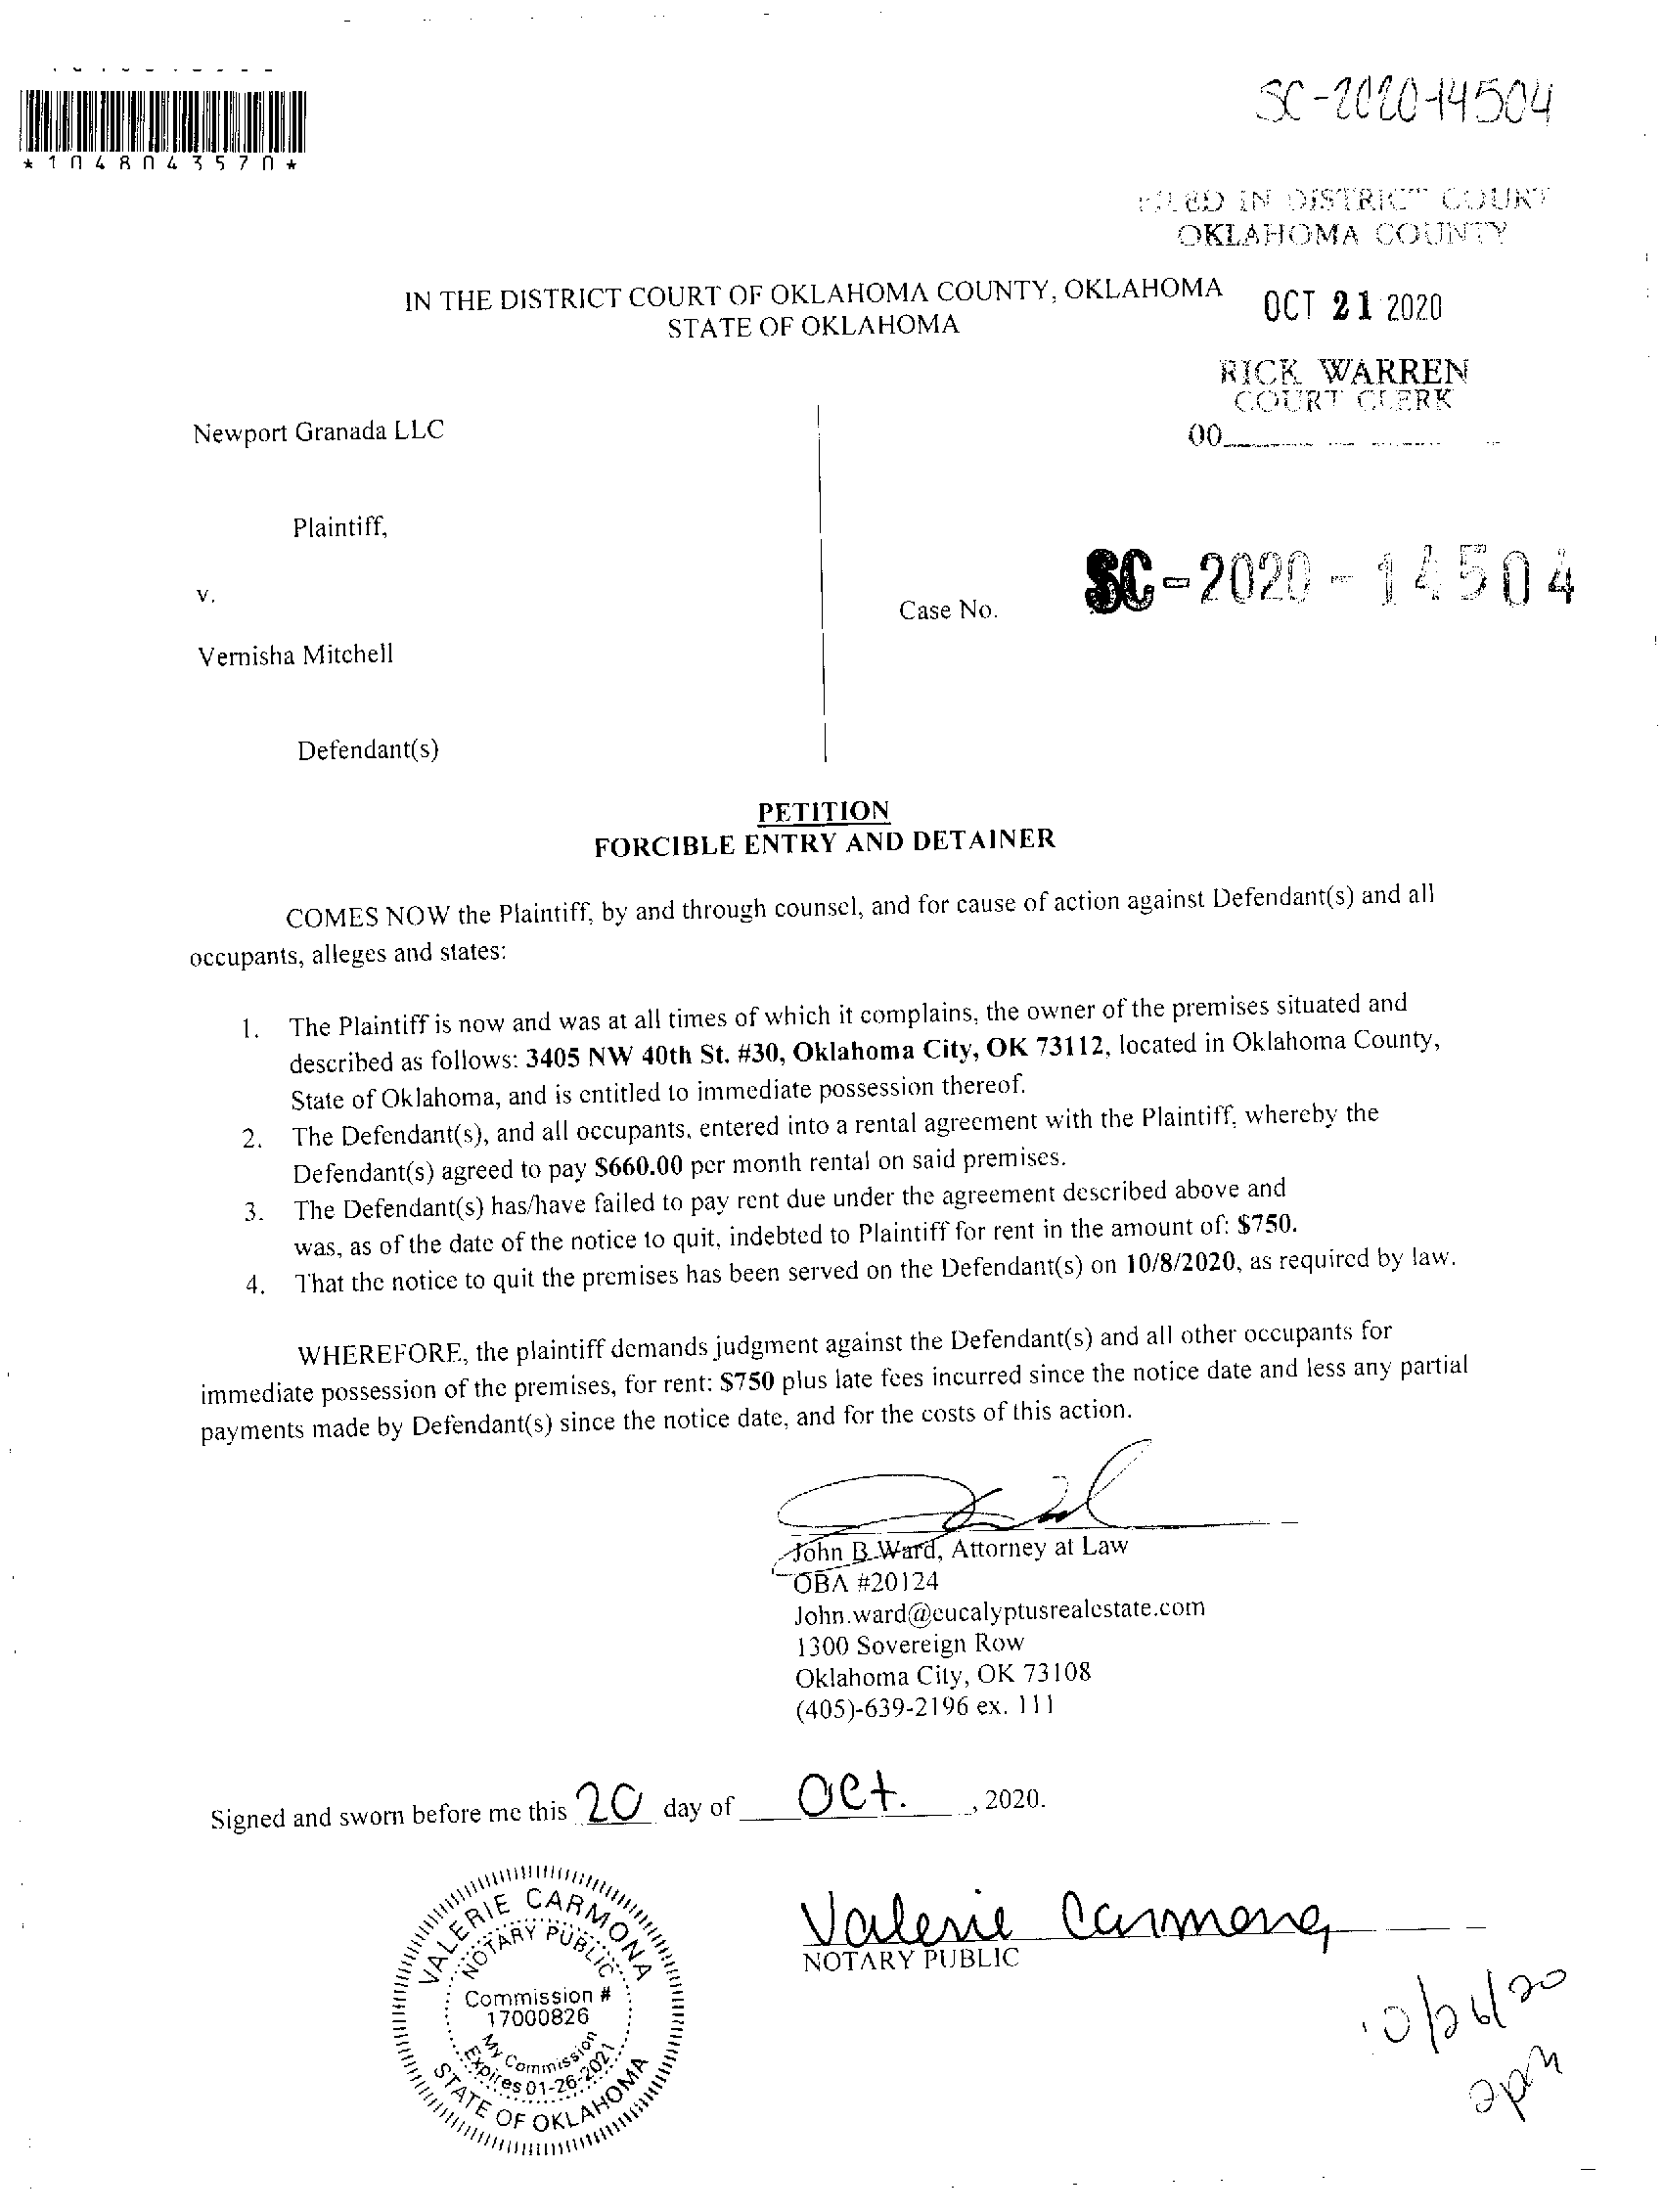 SC-2020-14504
*1048043570*
FILED IN DISTRICT COURT
OKLAHOMA COUNTY
IN THE DISTRICT COURT OF OKLAHOMA COUNTY, OKLAHOMA
STATE OF OKLAHOMA
OCT 21 2020
RICK WARREN
COURT CLERK
00
Newport Granada LLC
Plaintiff,
v.
Case No.
SC-2020-14504
Vernisha Mitchell
Defendant(s)
PETITION
FORCIBLE ENTRY AND DETAINER
COMES NOW the Plaintiff, by and through counsel, and for cause of action against Defendant(s) and all
occupants, alleges and states:
1. The Plaintiff is now and was at all times of which it complains, the owner of the premises situated and
described as follows: 3405 NW 40th St. #30, Oklahoma City, OK 73112, located in Oklahoma County,
State of Oklahoma, and is entitled to immediate possession thereof.
2. The Defendant(s), and all occupants, entered into a rental agreement with the Plaintiff, whereby the
Defendant(s) agreed to pay $660.00 per month rental on said premises.
3. The Defendant(s) has/have failed to pay rent due under the agreement described above and
was, as of the date of the notice to quit, indebted to Plaintiff for rent in the amount of: $750.
4. That the notice to quit the premises has been served on the Defendant(s) on 10/8/2020, as required by law.
WHEREFORE, the plaintiff demands judgment against the Defendant(s) and all other occupants for
immediate possession of the premises, for rent: $750 plus late fees incurred since the notice date and less any partial
payments made by Defendant(s) since the notice date, and for the costs of this action.
John B Ward, Attorney at Law
OBA #20124
John.ward@eucalyptusrealestate.com
1300 Sovereign Row
Oklahoma City, OK 73108
(405)-639-2196 ex. 111
Signed and sworn before me this 20 day of Oct. , 2020.
Valerie Carmona
NOTARY PUBLIC
VALERIE CARMONA
NOTARY PUBLIC
Commission #
17000826
My Commission
Expires 01-26-2021
STATE OF OKLAHOMA
10/26/20
2pm